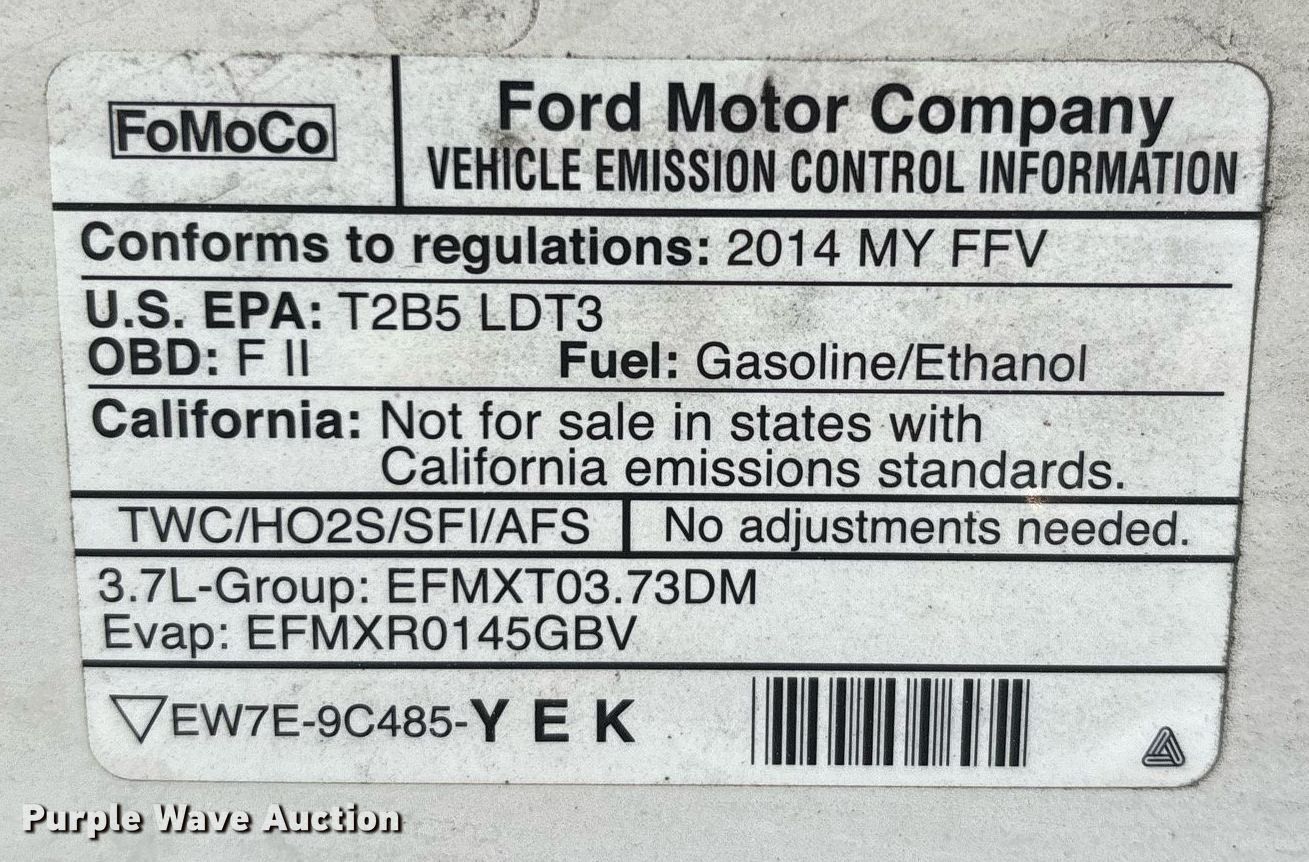 FoMoCo
Ford Motor Company
VEHICLE EMISSION CONTROL INFORMATION
Conforms to regulations: 2014 MY FFV
U.S. EPA: T2B5 LDT3
OBD: F II Fuel: Gasoline/Ethanol
California: Not for sale in states with
California emissions standards.
TWC/HO2S/SFI/AFS No adjustments needed.
3.7L-Group: EFMXT03.73DM
Evap: EFMXR0145GBV
EW7E-9C485-Y E K
Purple Wave Auction